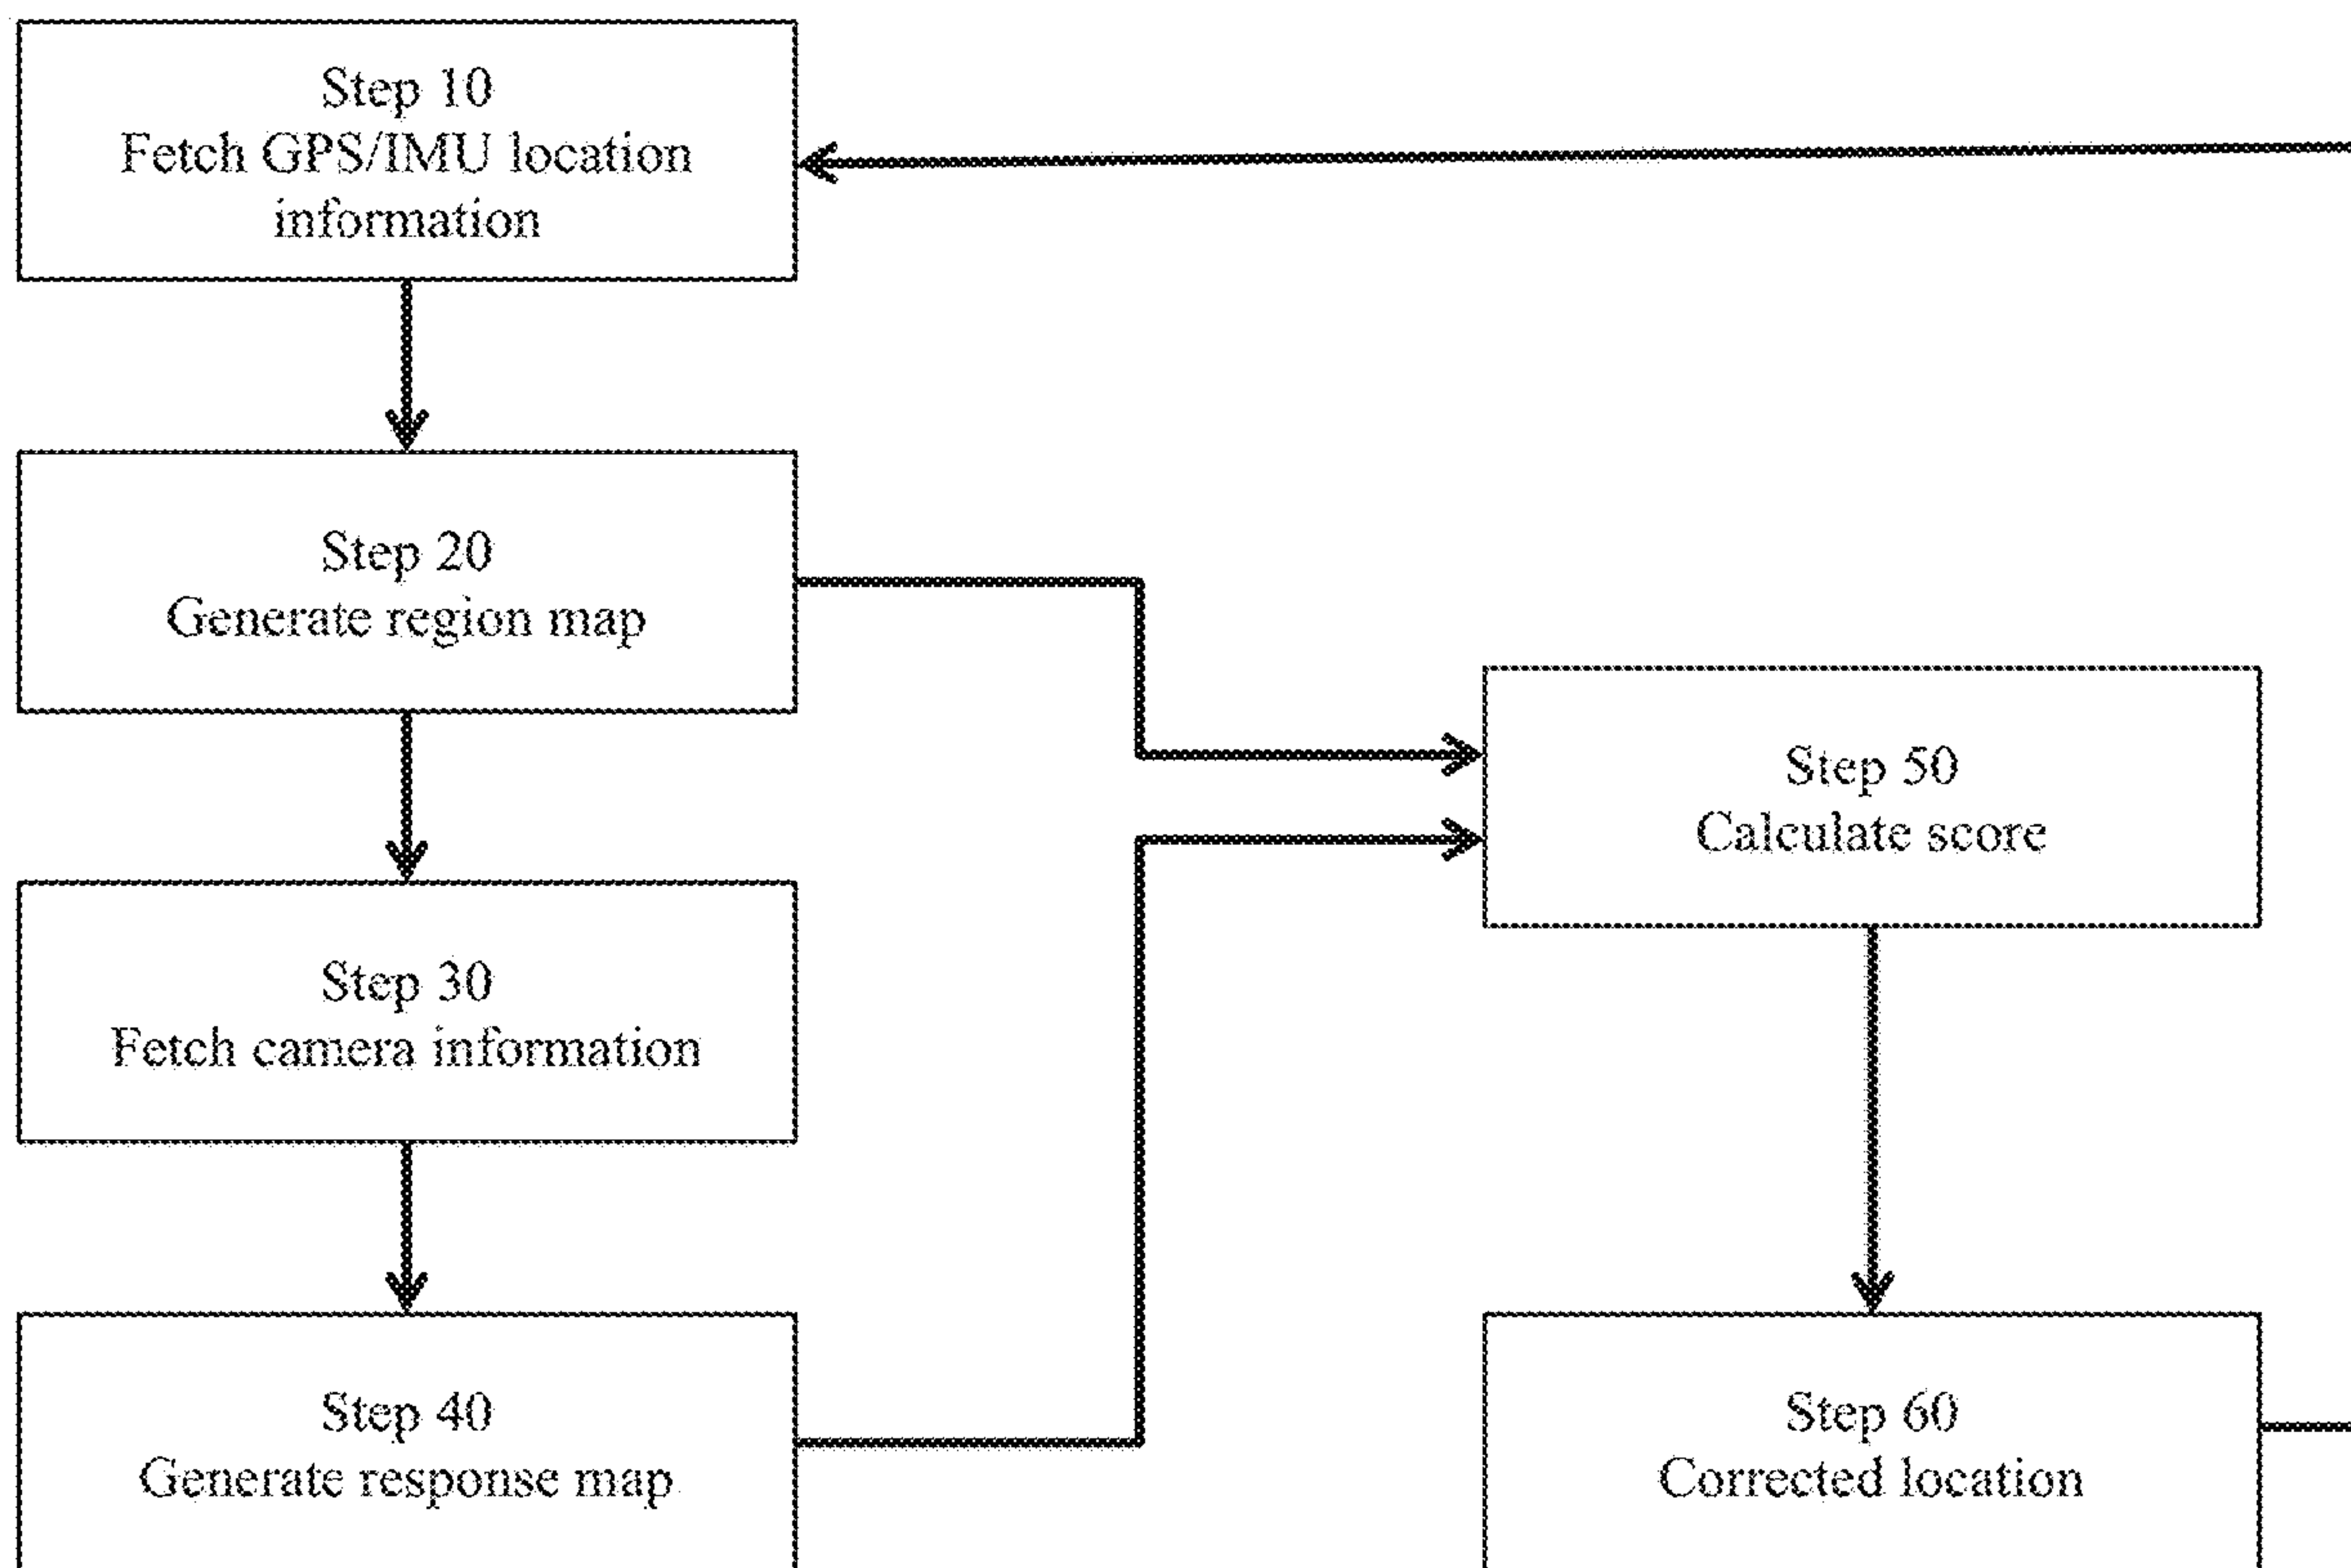 Step 10
Fetch GPS/IMU location
information
Step 20
Generate region map
Step 30
Fetch camera information
Step 40
Generate response map
Step 50
Calculate score
Step 60
Corrected location